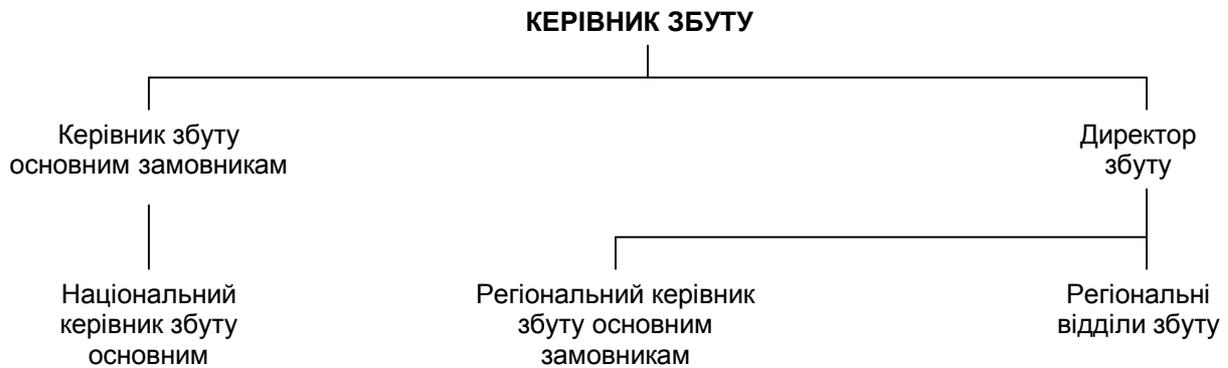 КЕРІВНИК ЗБУТУ
Керівник збуту
основним замовникам
Директор
збуту
Національний
керівник збуту
основним
Регіональний керівник
збуту основним
замовникам
Регіональні
відділи збуту